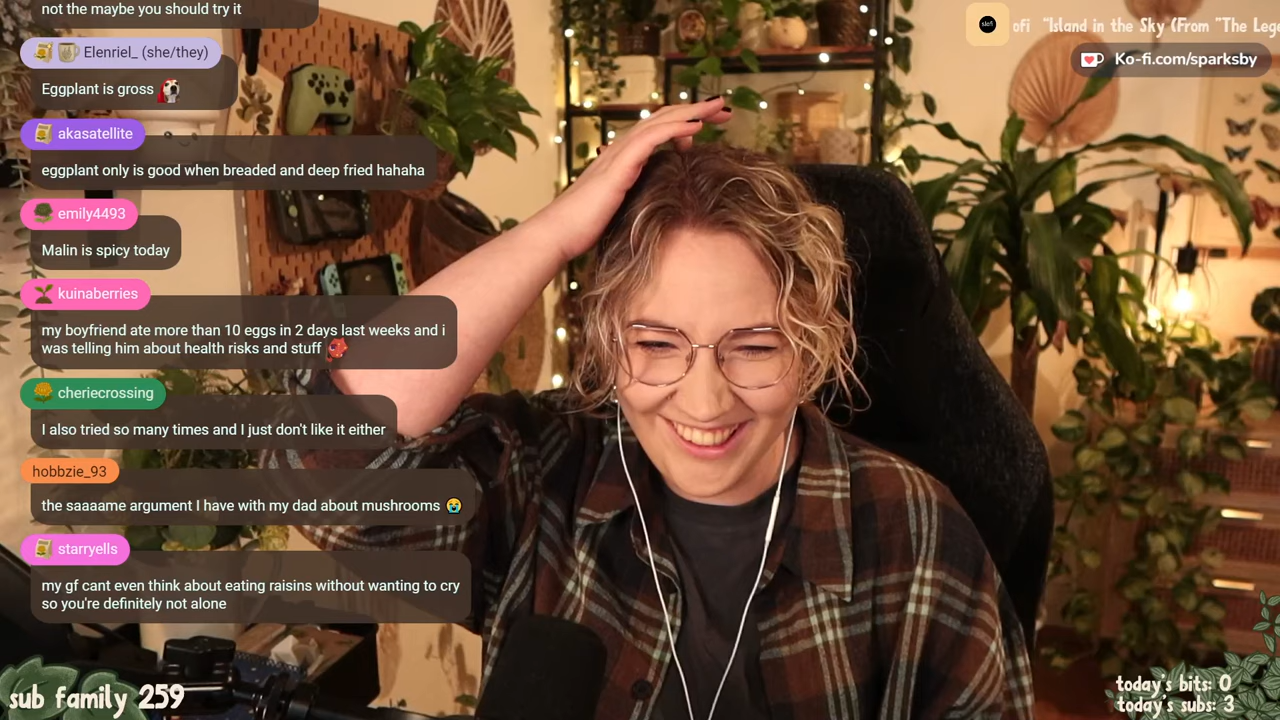 not the maybe you should try it
Elenriel_ (she/they)
Eggplant is gross
akasatellite
eggplant only is good when breaded and deep fried hahaha
emily4493
Malin is spicy today
kuinaberries
my boyfriend ate more than 10 eggs in 2 days last weeks and i
was telling him about health risks and stuff
cheriecrossing
I also tried so many times and I just don't like it either
hobbzie_93
the saaaame argument I have with my dad about mushrooms 😭
starryells
my gf cant even think about eating raisins without wanting to cry
so you're definitely not alone
sub family 259
ofi "Island in the Sky (From "The Lege
Ko-fi.com/sparksby
today's bits: 0
today's subs: 3